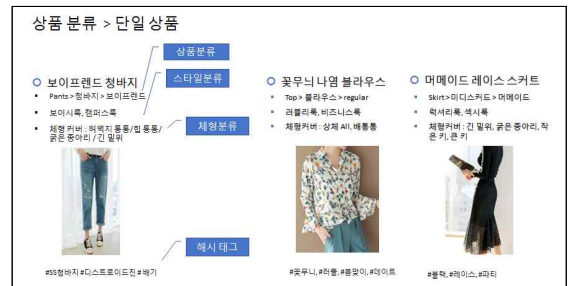 상품 분류 > 단일 상품
상품분류
스타일분류
체형분류
해시 태그
보이프렌드 청바지
Pants > 청바지 > 보이프렌드
보이시룩, 캠퍼스룩
체형 커버 : 허벅지 통통/힙 통통/
굵은 종아리 / 긴 밑위
#SS청바지 #디스트로이드진 # 배기
꽃무늬 나염 블라우스
Top > 블라우스 > regular
러블리룩, 비즈니스룩
체형커버 : 상체 All, 배통통
#꽃무니, #러플, #봄맞이, #데이트
머메이드 레이스 스커트
Skirt > 미디스커드 > 머메이드
럭셔리룩, 섹시룩
체형커버 : 긴 밑위, 굵은 종아리, 작
은 키, 큰 키
#블랙, #레이스, #파티